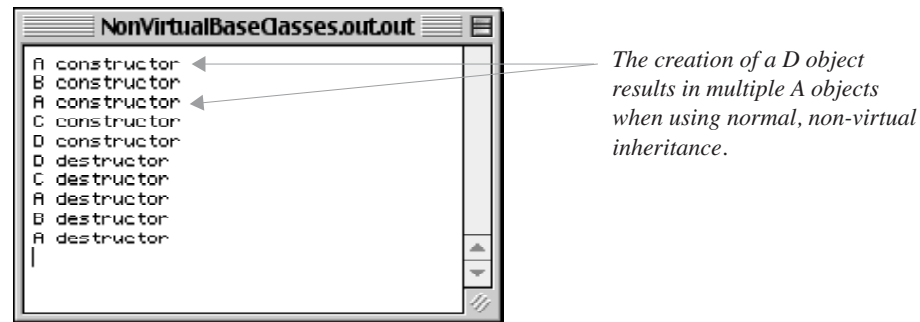 NonVirtualBaseClasses.out.out
A constructor
B constructor
A constructor
C constructor
D constructor
D destructor
C destructor
A destructor
B destructor
A destructor
The creation of a D object
results in multiple A objects
when using normal, non-virtual
inheritance.